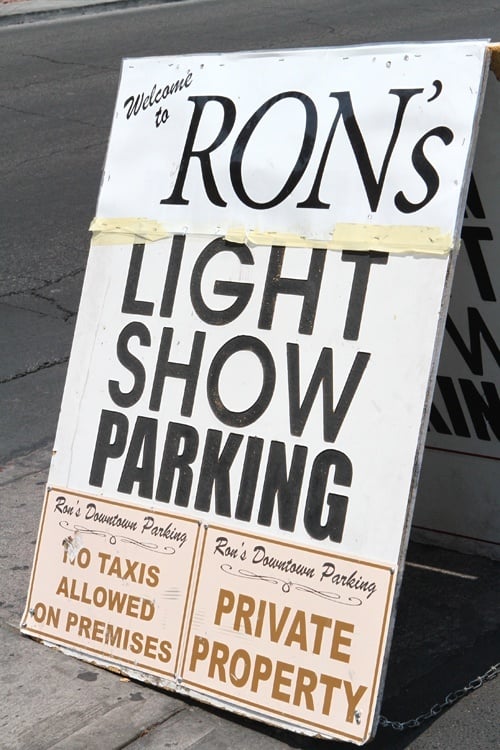 Welcome
to
RON's
LIGHT
SHOW
PARKING
Ron's Downtown Parking
NO TAXIS
ALLOWED
ON PREMISES
Ron's Downtown Parking
PRIVATE
PROPERTY